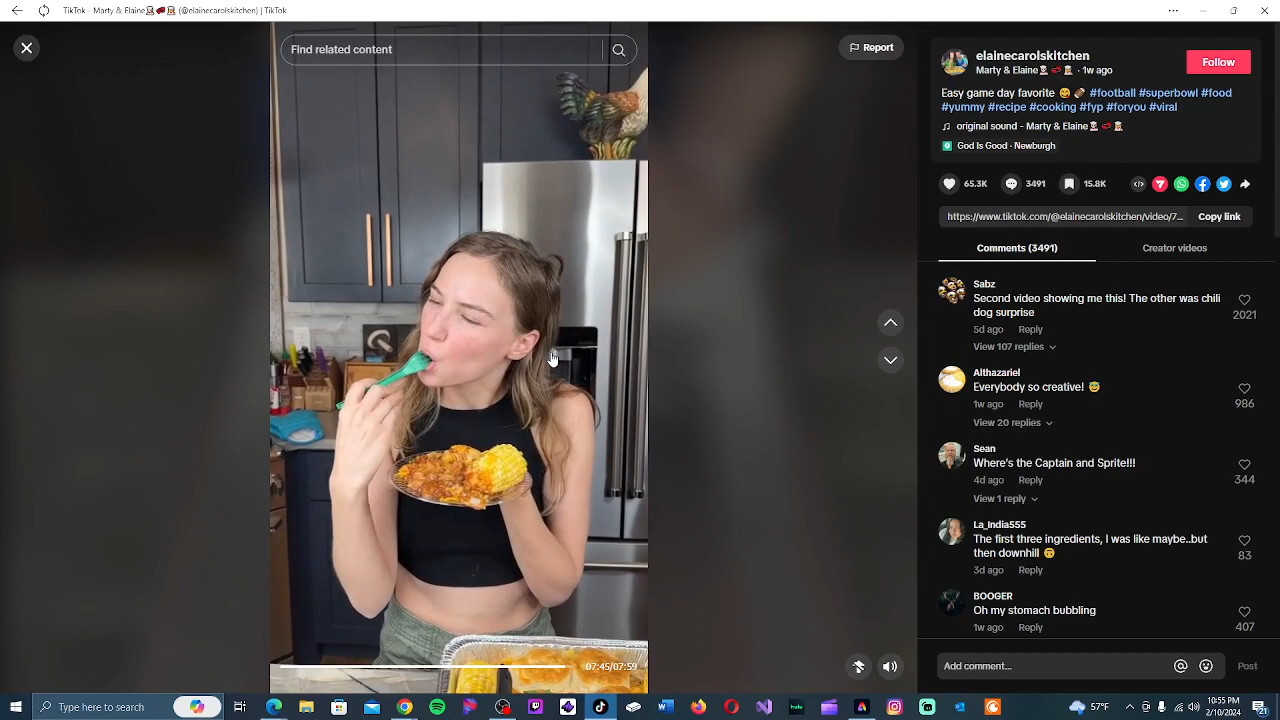 TikTok - Marty & Elaine👨🏻‍🍳🥩👩🏼‍🍳 (@elainecarolskitchen) | TikTok
Find related content
Report
07:45/07:59
elainecarolskitchen
Marty & Elaine👨🏻‍🍳🥩👩🏼‍🍳 · 1w ago
Follow
Easy game day favorite 😋 🏈 #football #superbowl #food
#yummy #recipe #cooking #fyp #foryou #viral
♫ original sound - Marty & Elaine👨🏻‍🍳🥩👩🏼‍🍳
God Is Good · Newburgh
65.3K 3491 15.8K
https://www.tiktok.com/@elainecarolskitchen/video/7... Copy link
Comments (3491) Creator videos
Sabz
Second video showing me this! The other was chili
dog surprise
2021
5d ago Reply
View 107 replies
Althazariel
Everybody so creative! 🤓
986
1w ago Reply
View 20 replies
Sean
Where's the Captain and Sprite!!!
344
4d ago Reply
View 1 reply
La_India555
The first three ingredients, I was like maybe..but
then downhill 🙃
83
3d ago Reply
BOOGER
Oh my stomach bubbling
407
1w ago Reply
Add comment... Post
Type here to search
hulu
51°F
10:55 PM
2/10/2024